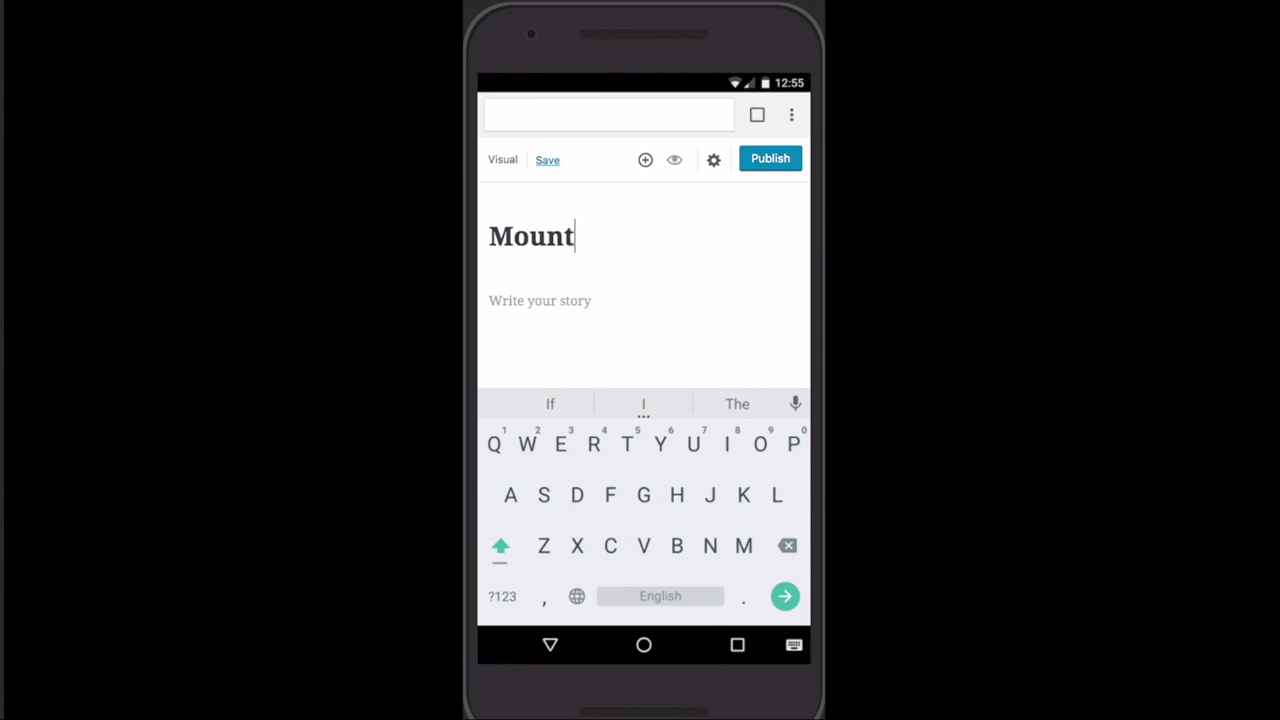 12:55
Visual Save Publish
Mount
Write your story
If I The
1 2 3 4 5 6 7 8 9 0
Q W E R T Y U I O P
A S D F G H J K L
Z X C V B N M
?123 , English .